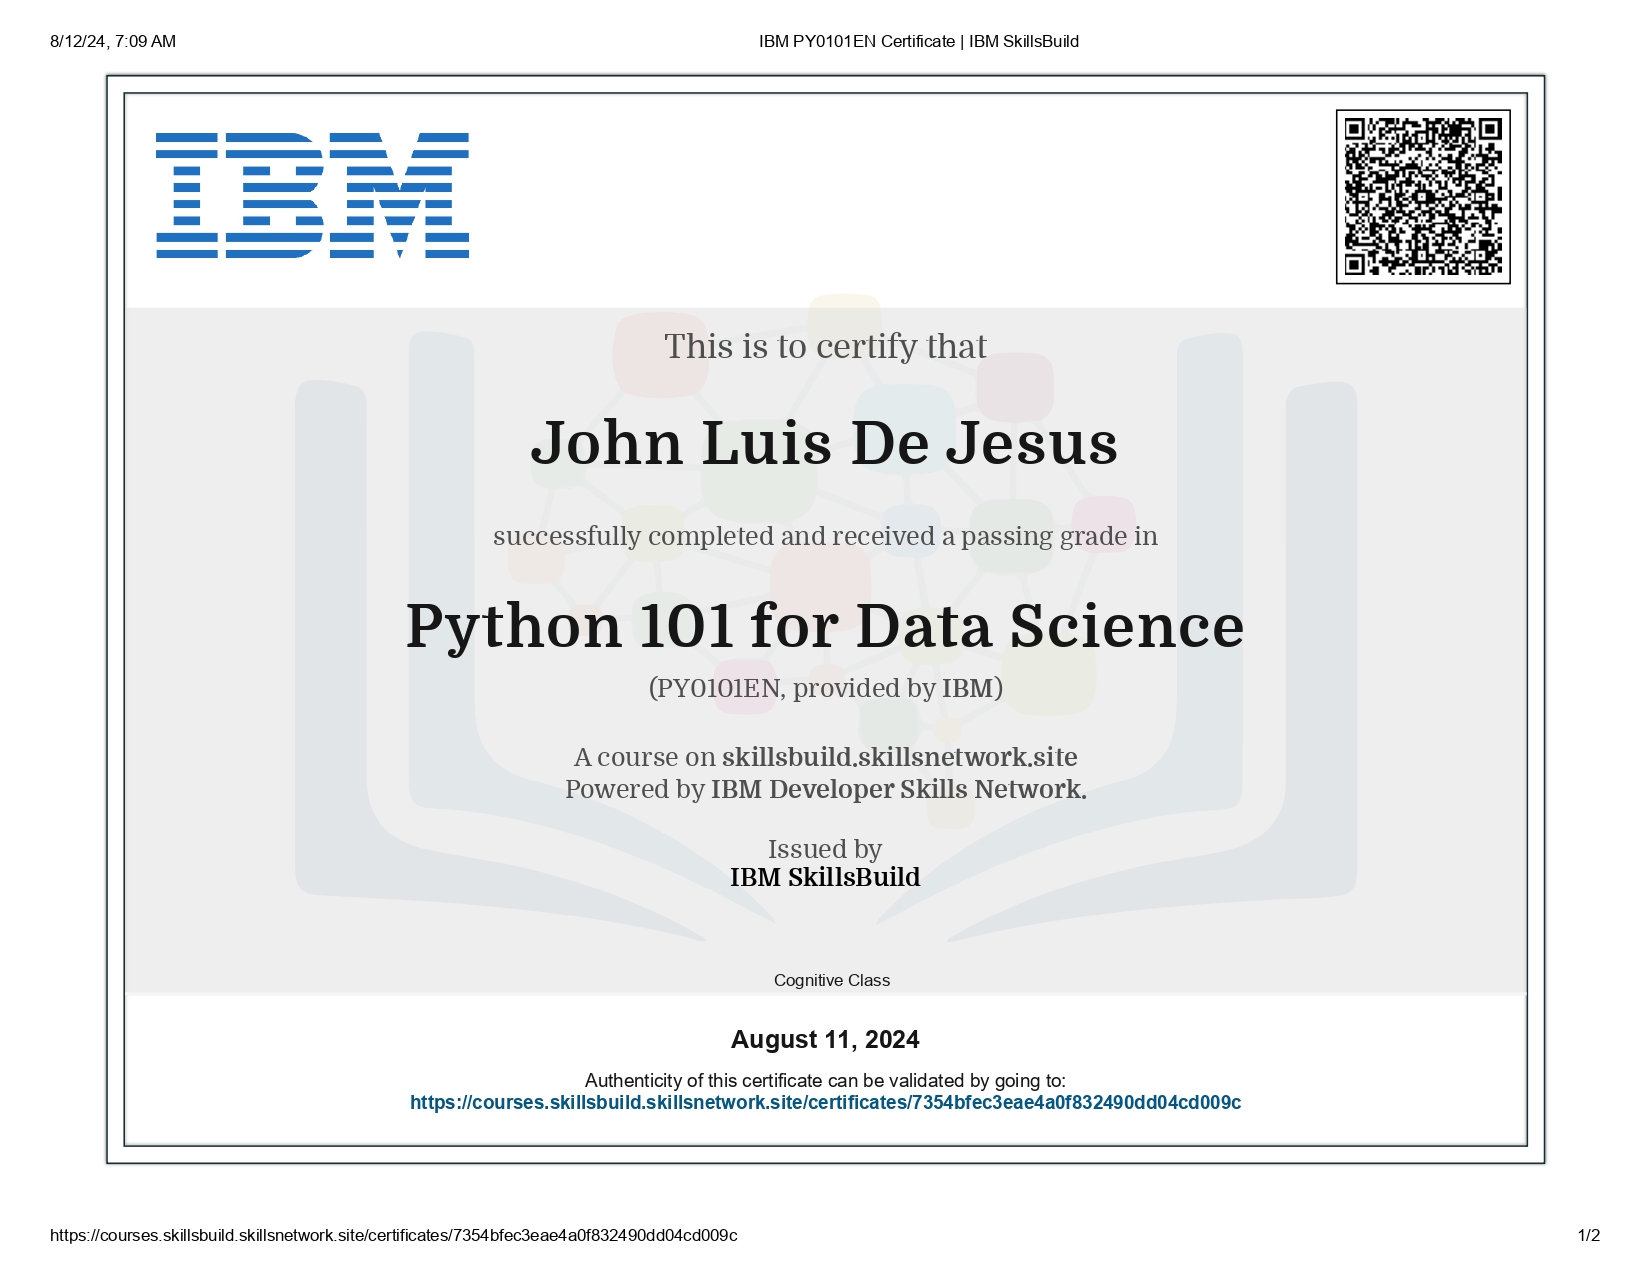 8/12/24, 7:09 AM
IBM PY0101EN Certificate | IBM SkillsBuild
IBM
This is to certify that
John Luis De Jesus
successfully completed and received a passing grade in
Python 101 for Data Science
(PY0101EN, provided by IBM)
A course on skillsbuild.skillsnetwork.site
Powered by IBM Developer Skills Network.
Issued by
IBM SkillsBuild
Cognitive Class
August 11, 2024
Authenticity of this certificate can be validated by going to:
https://courses.skillsbuild.skillsnetwork.site/certificates/7354bfec3eae4a0f832490dd04cd009c
https://courses.skillsbuild.skillsnetwork.site/certificates/7354bfec3eae4a0f832490dd04cd009c
1/2